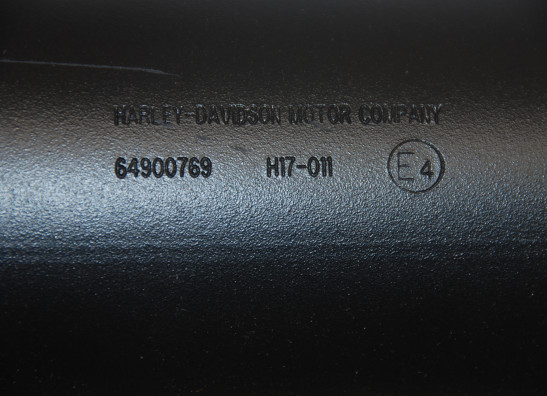 HARLEY-DAVIDSON MOTOR COMPANY
64900769 H17-011 E4